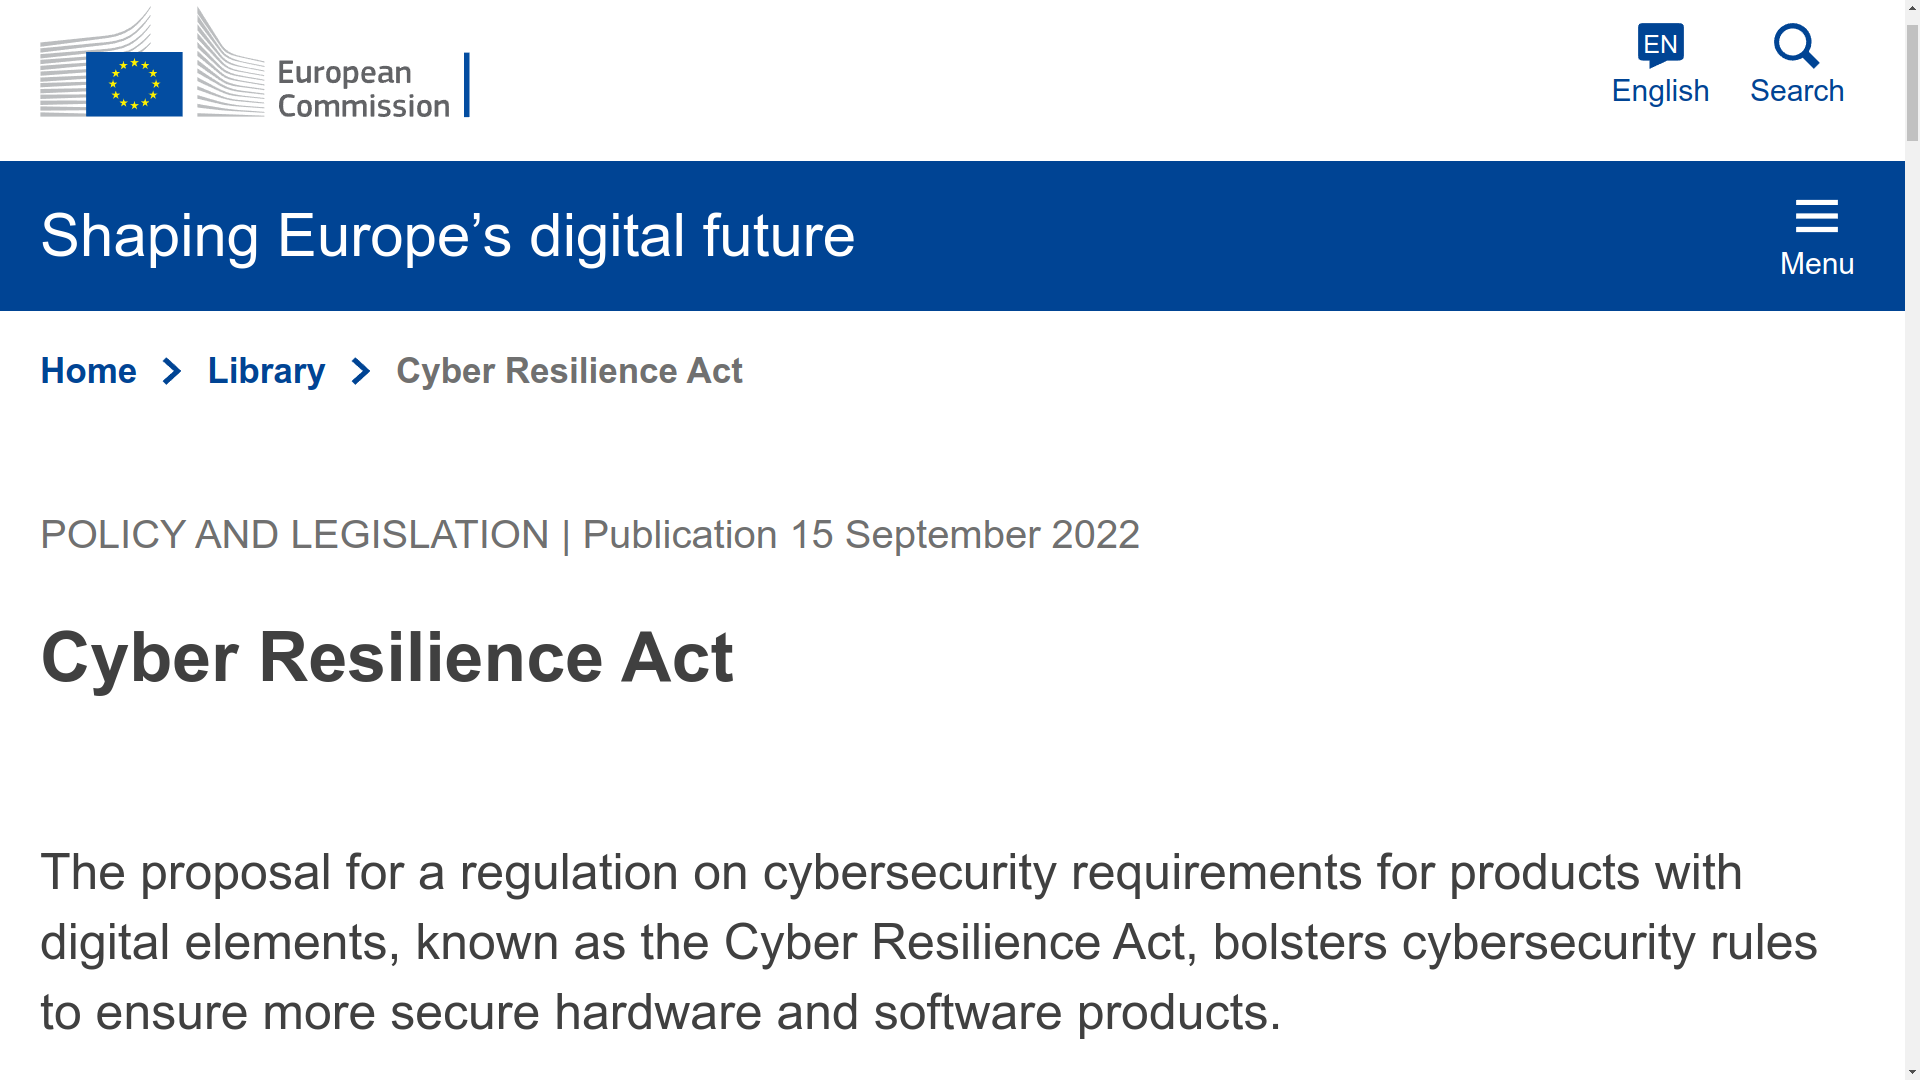 European
Commission
EN
English
Search
Shaping Europe’s digital future
Menu
Home
Library
Cyber Resilience Act
POLICY AND LEGISLATION | Publication 15 September 2022
Cyber Resilience Act
The proposal for a regulation on cybersecurity requirements for products with
digital elements, known as the Cyber Resilience Act, bolsters cybersecurity rules
to ensure more secure hardware and software products.